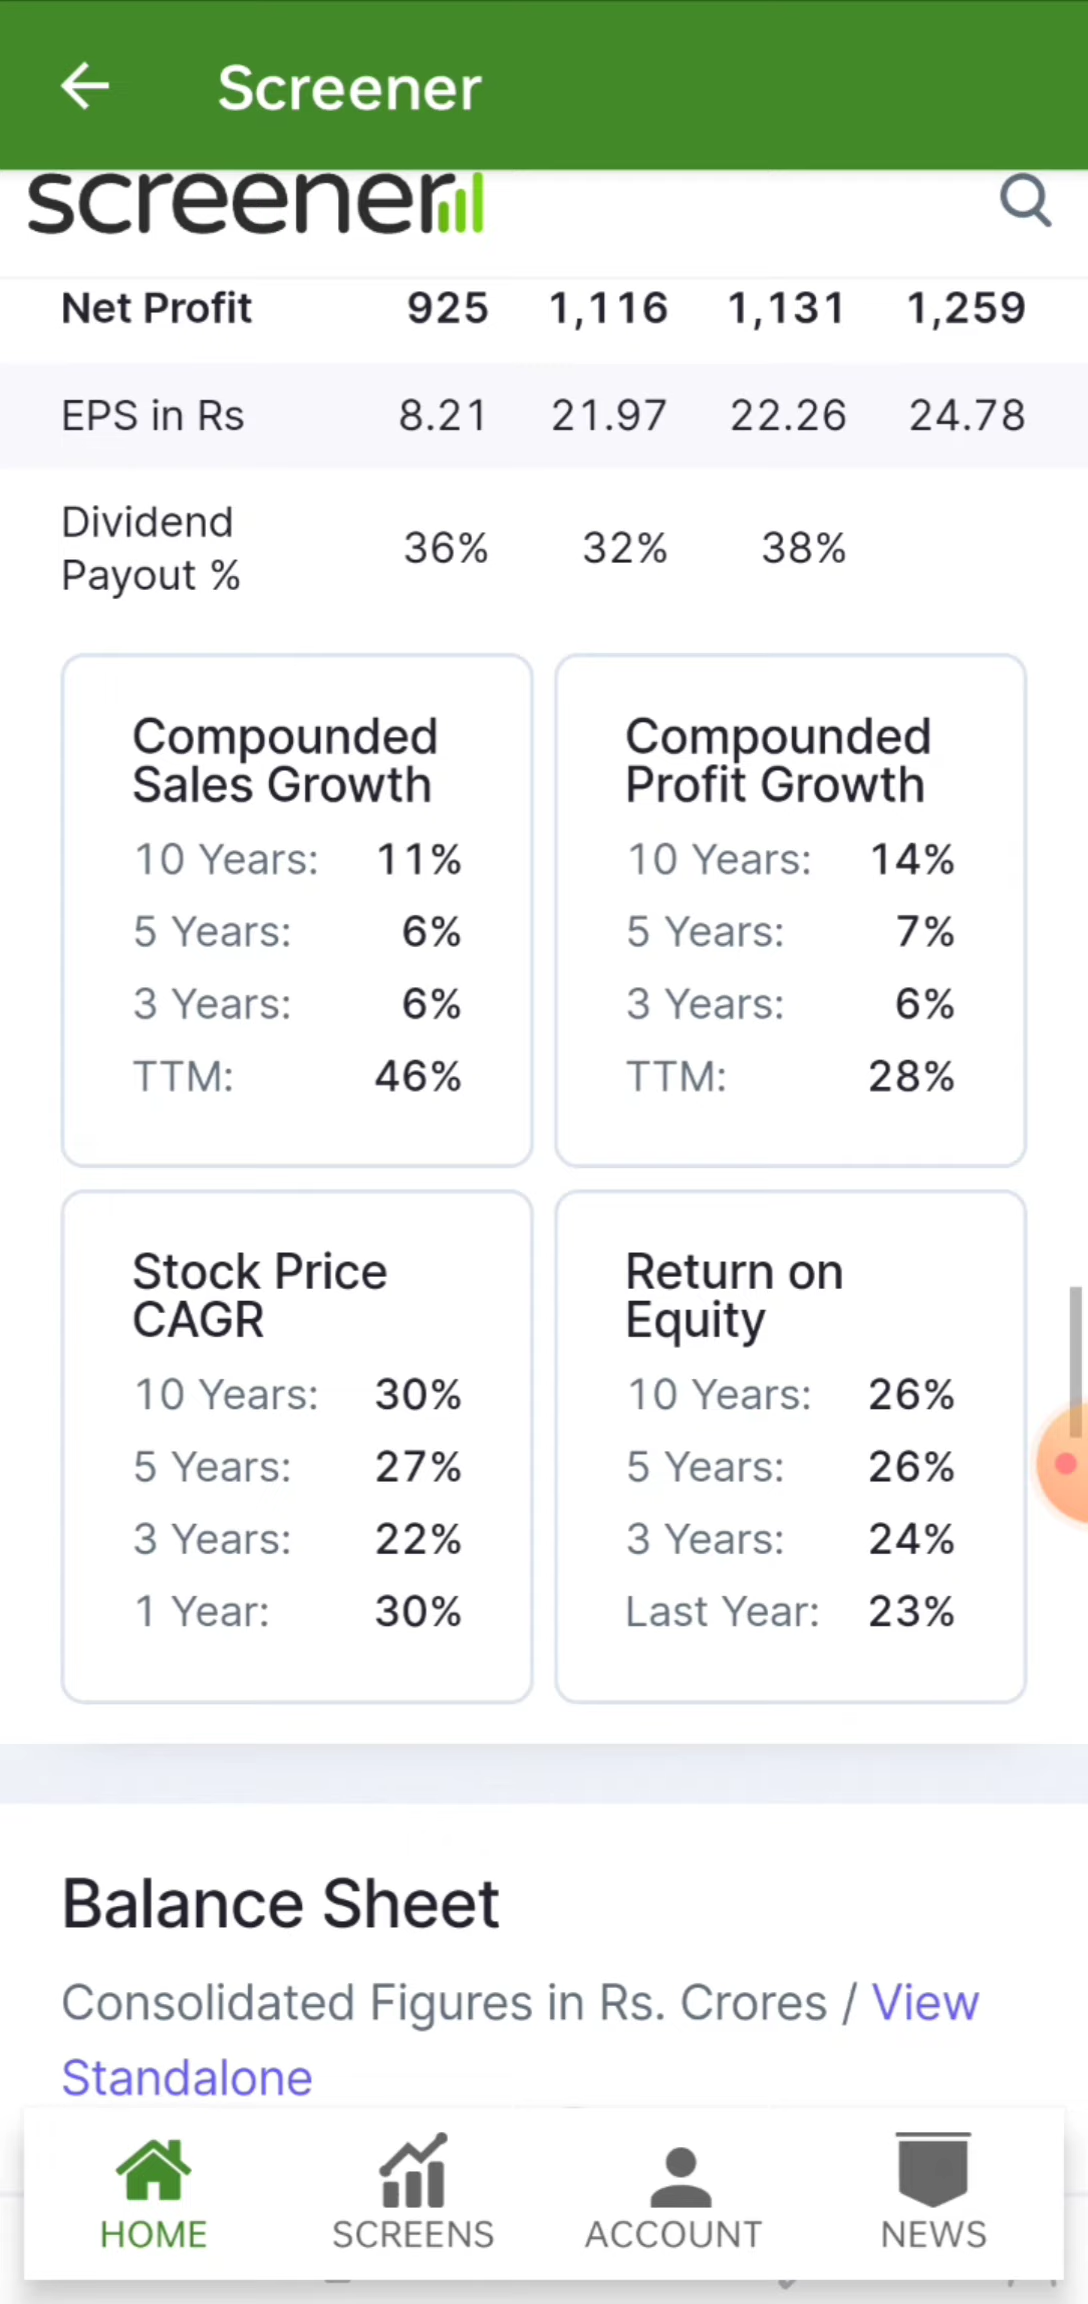 Screener
screener
Net Profit 925 1,116 1,131 1,259
EPS in Rs 8.21 21.97 22.26 24.78
Dividend
Payout % 36% 32% 38%
Compounded
Sales Growth
10 Years: 11%
5 Years: 6%
3 Years: 6%
TTM: 46%
Compounded
Profit Growth
10 Years: 14%
5 Years: 7%
3 Years: 6%
TTM: 28%
Stock Price
CAGR
10 Years: 30%
5 Years: 27%
3 Years: 22%
1 Year: 30%
Return on
Equity
10 Years: 26%
5 Years: 26%
3 Years: 24%
Last Year: 23%
Balance Sheet
Consolidated Figures in Rs. Crores / View
Standalone
HOME SCREENS ACCOUNT NEWS